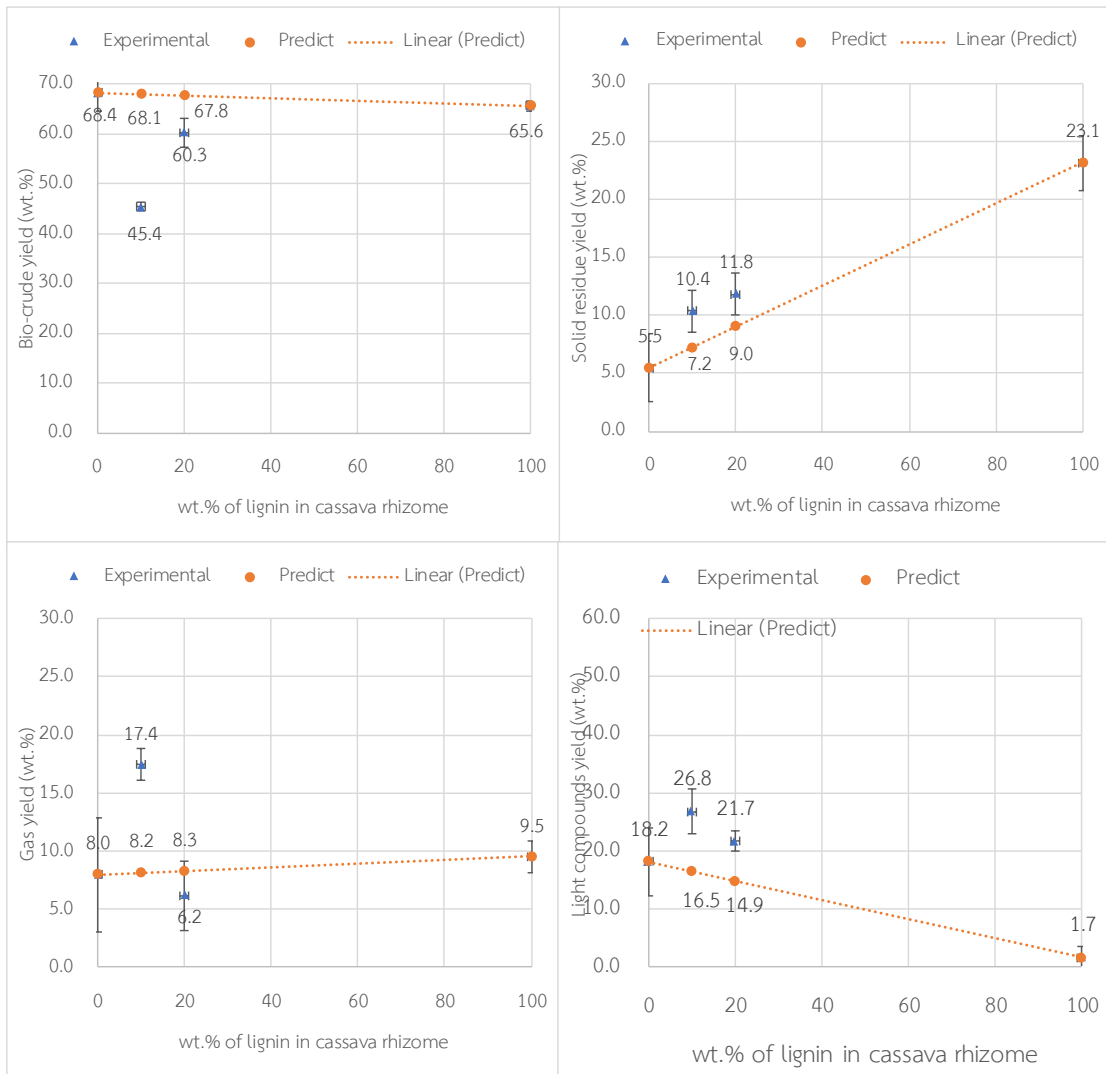 Experimental Predict Linear (Predict)
70.0
60.0
50.0
40.0
30.0
20.0
10.0
0.0
Bio-crude yield (wt.%)
68.4 68.1 67.8 65.6
60.3
45.4
0 20 40 60 80 100
wt.% of lignin in cassava rhizome
Experimental Predict Linear (Predict)
30.0
25.0
20.0
15.0
10.0
5.0
0.0
Solid residue yield (wt.%)
23.1
10.4 11.8
5.5 7.2 9.0
0 20 40 60 80 100
wt.% of lignin in cassava rhizome
Experimental Predict Linear (Predict)
30.0
25.0
20.0
15.0
10.0
5.0
0.0
Gas yield (wt.%)
17.4
8.0 8.2 8.3 9.5
6.2
0 20 40 60 80 100
wt.% of lignin in cassava rhizome
Experimental Predict
Linear (Predict)
60.0
50.0
40.0
30.0
20.0
10.0
0.0
Light compounds yield (wt.%)
26.8
21.7
18.2
16.5 14.9
1.7
0 20 40 60 80 100
wt.% of lignin in cassava rhizome